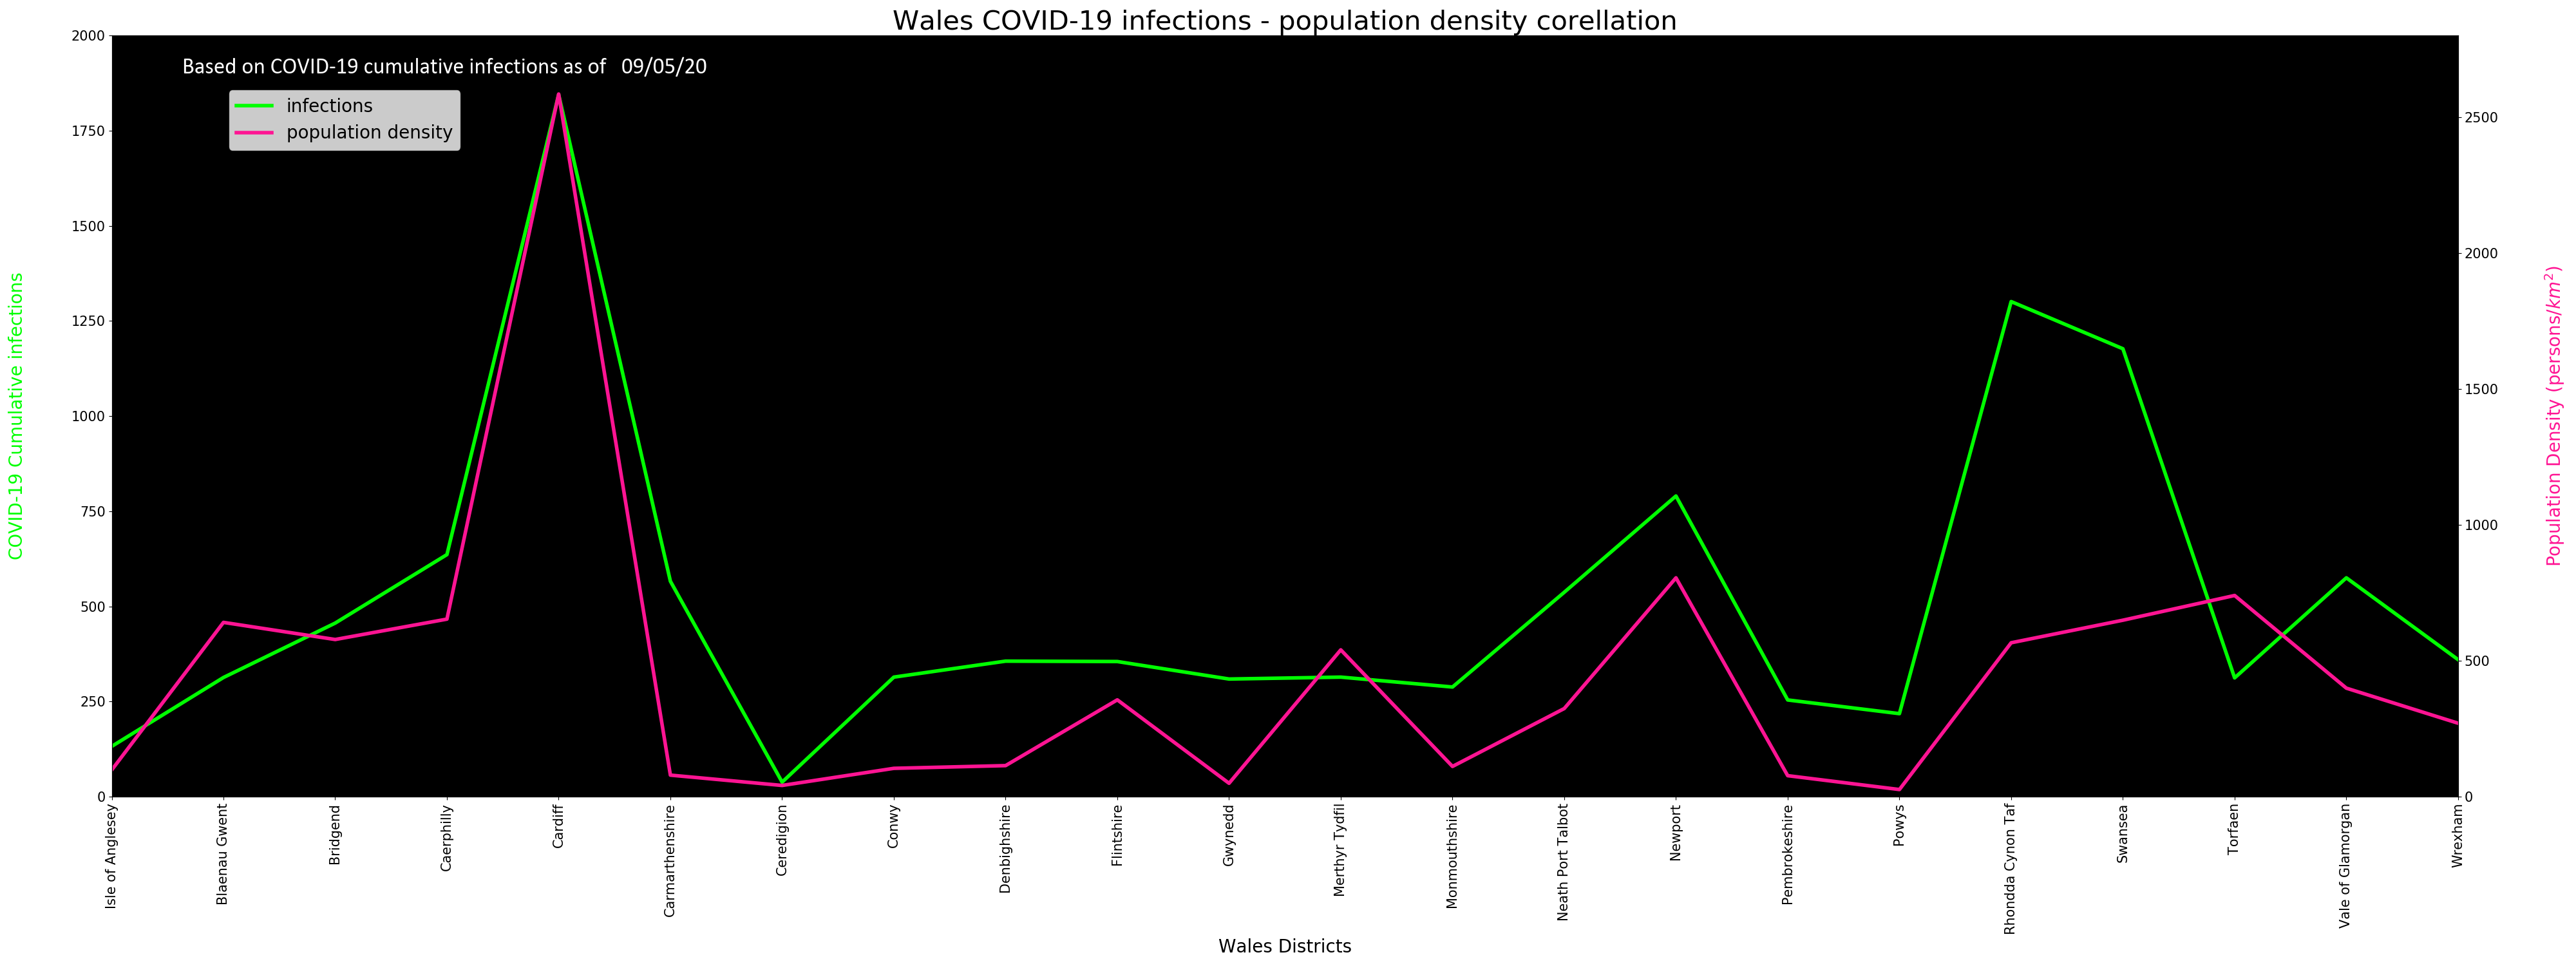 Wales COVID-19 infections - population density corellation
Based on COVID-19 cumulative infections as of 09/05/20
infections
population density
COVID-19 Cumulative infections
2000
1750
1500
1250
1000
750
500
250
0
2500
2000
1500
1000
500
0
Population Density (persons/km²)
Isle of Anglesey
Blaenau Gwent
Bridgend
Caerphilly
Cardiff
Carmarthenshire
Ceredigion
Conwy
Denbighshire
Flintshire
Gwynedd
Merthyr Tydfil
Monmouthshire
Neath Port Talbot
Newport
Pembrokeshire
Powys
Rhondda Cynon Taf
Swansea
Torfaen
Vale of Glamorgan
Wrexham
Wales Districts